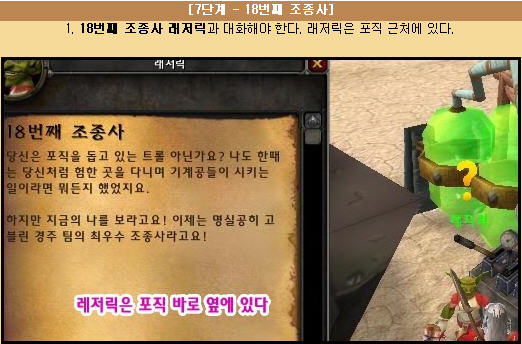 [7단계 - 18번째 조종사]
1. 18번째 조종사 레저릭과 대화해야 한다. 레저릭은 포직 근처에 있다.
레저릭
18번째 조종사
당신은 포직을 돕고 있는 트롤 아닌가요? 나도 한때
는 당신처럼 험한 곳을 다니며 기계공들이 시키는
일이라면 뭐든지 했었지요.
하지만 지금의 나를 보라고요! 이제는 명실공히 고
블린 경주 팀의 최우수 조종사라고요!
레저릭은 포직 바로 옆에 있다
레저릭